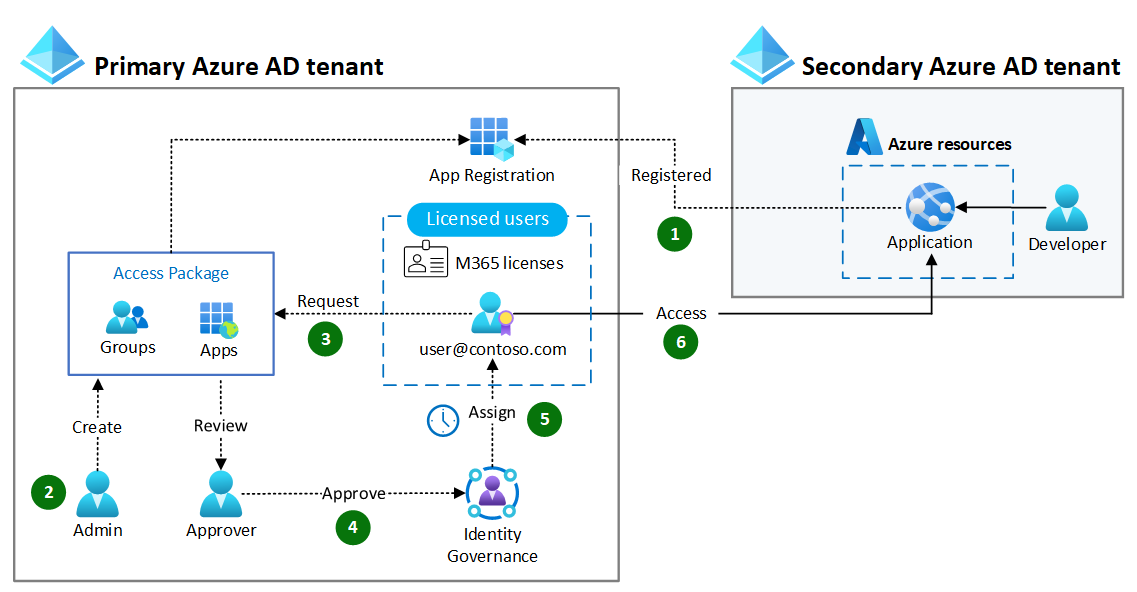 Primary Azure AD tenant
Secondary Azure AD tenant
App Registration
Registered
1
Azure resources
Application
Developer
Licensed users
M365 licenses
user@contoso.com
Access Package
Groups
Apps
Request
3
Access
6
Create
Review
Assign
5
2
Admin
Approver
Approve
4
Identity
Governance